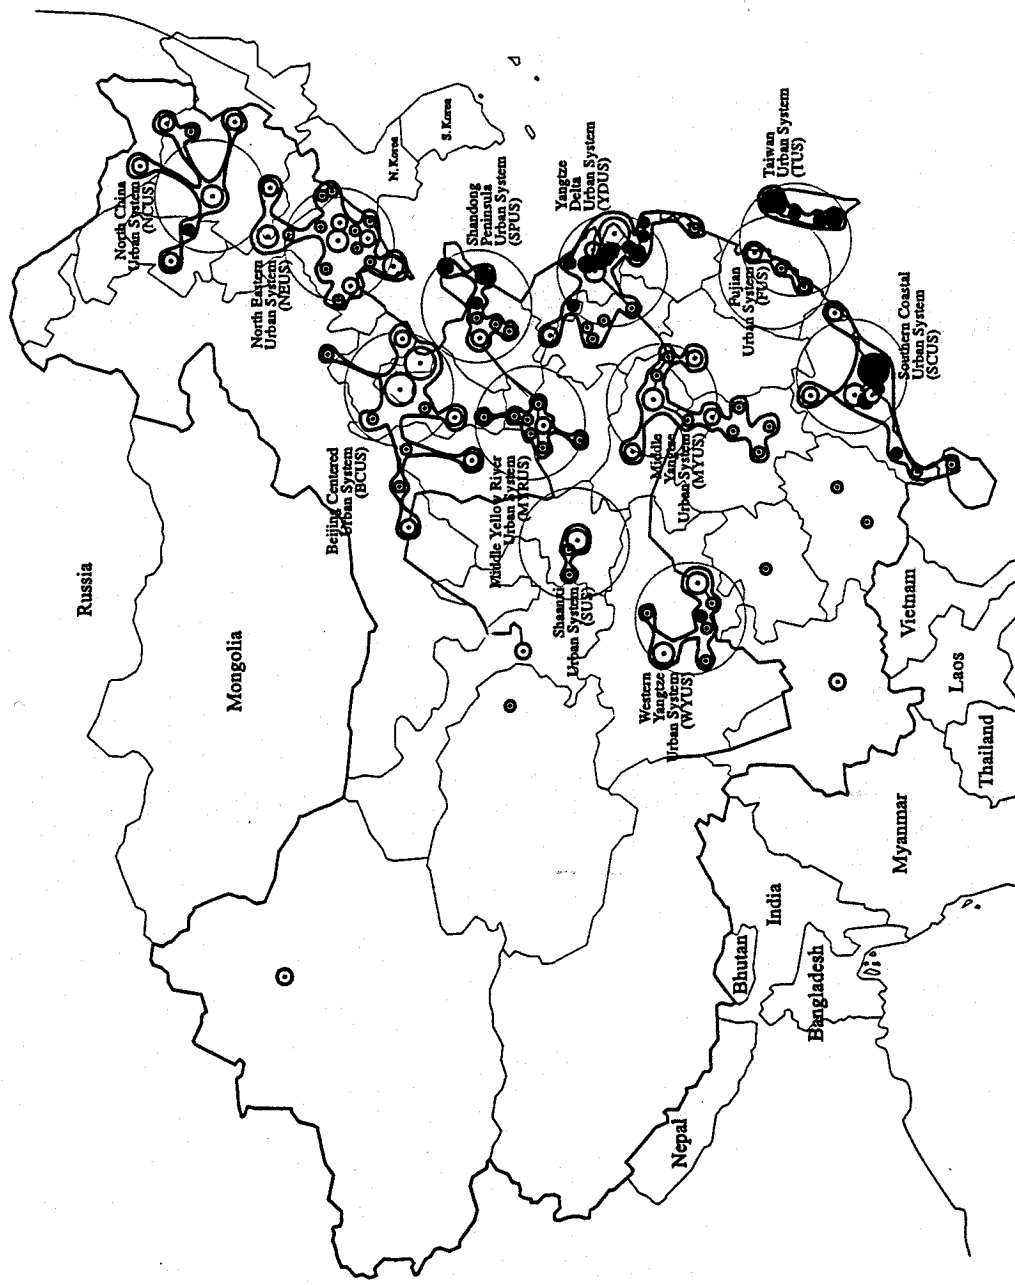 Russia
Mongolia
North China
Urban System
(NCUS)
North Eastern
Urban System
(NEUS)
N. Korea
S. Korea
Beijing Centered
Urban System
(BCUS)
Shandong
Peninsula
Urban System
(SPUS)
Middle Yellow River
Urban System
(MYRUS)
Shaanxi
Urban System
(SUS)
Yangtze
Delta
Urban System
(YDUS)
Western
Yangtze
Urban System
(WYUS)
Middle
Yangtze
Urban System
(MYUS)
Fujian
Urban System
(FUS)
Taiwan
Urban System
(TUS)
Southern Coastal
Urban System
(SCUS)
Nepal
Bhutan
India
Bangladesh
Myanmar
Thailand
Laos
Vietnam